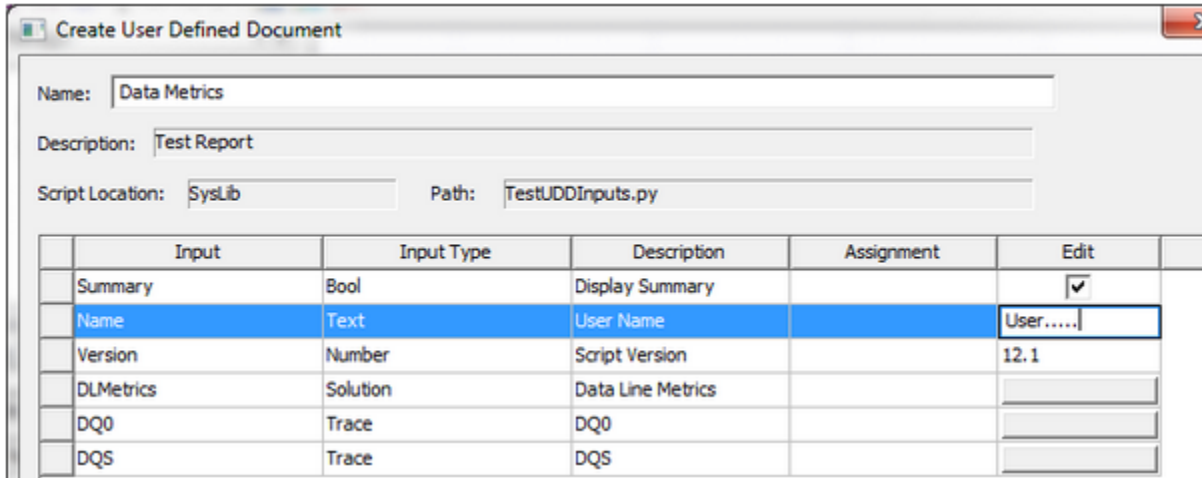 Create User Defined Document
Name: Data Metrics
Description: Test Report
Script Location: SysLib Path: TestUDDInputs.py
Input Input Type Description Assignment Edit
Summary Bool Display Summary
Name Text User Name User.....
Version Number Script Version 12.1
DLMetrics Solution Data Line Metrics
DQ0 Trace DQ0
DQS Trace DQS